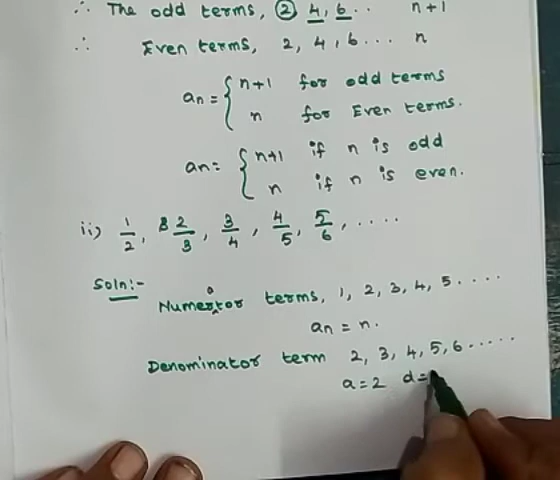 ∴ The odd terms, 2 4, 6 .. n+1
∴ Even terms, 2, 4, 6 ... n
an = { n+1 for odd terms
n for Even terms.
an = { n+1 if n is odd
n if n is even.
ii) 1/2, 2/3, 3/4, 4/5, 5/6, ....
Soln:-
Numerator terms, 1, 2, 3, 4, 5 ....
an = n.
Denominator term 2, 3, 4, 5, 6 .....
a = 2 d =